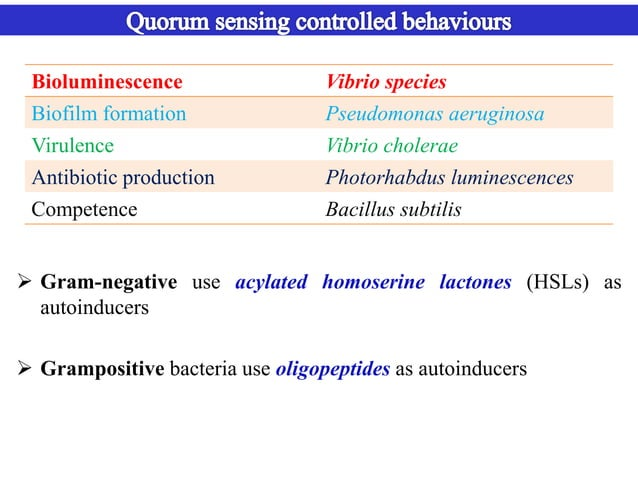 Quorum sensing controlled behaviours
Bioluminescence Vibrio species
Biofilm formation Pseudomonas aeruginosa
Virulence Vibrio cholerae
Antibiotic production Photorhabdus luminescences
Competence Bacillus subtilis
➢ Gram-negative use acylated homoserine lactones (HSLs) as
autoinducers
➢ Grampositive bacteria use oligopeptides as autoinducers